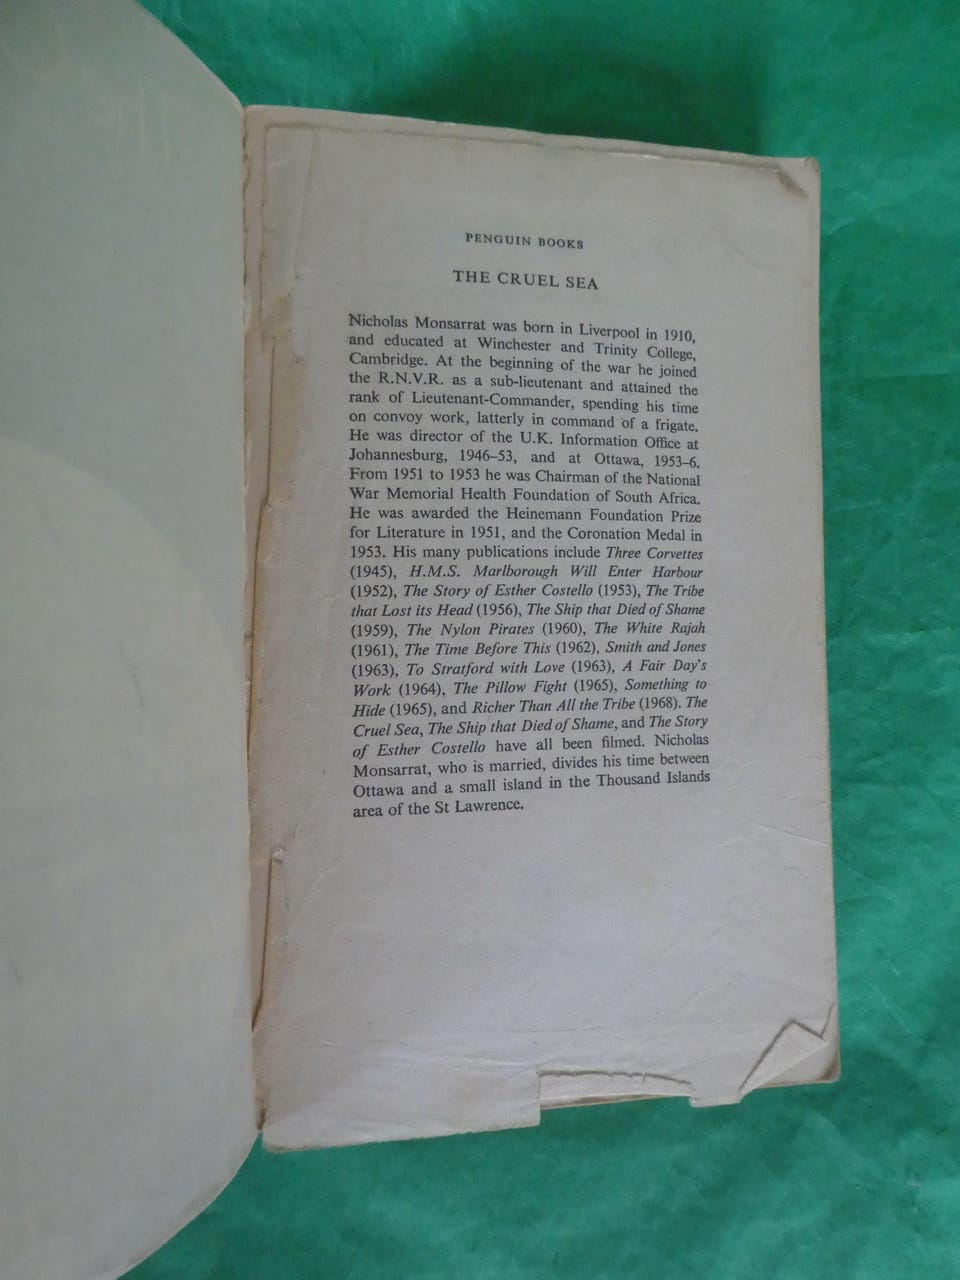 PENGUIN BOOKS
THE CRUEL SEA
Nicholas Monsarrat was born in Liverpool in 1910,
and educated at Winchester and Trinity College,
Cambridge. At the beginning of the war he joined
the R.N.V.R. as a sub-lieutenant and attained the
rank of Lieutenant-Commander, spending his time
on convoy work, latterly in command of a frigate.
He was director of the U.K. Information Office at
Johannesburg, 1946–53, and at Ottawa, 1953–6.
From 1951 to 1953 he was Chairman of the National
War Memorial Health Foundation of South Africa.
He was awarded the Heinemann Foundation Prize
for Literature in 1951, and the Coronation Medal in
1953. His many publications include Three Corvettes
(1945), H.M.S. Marlborough Will Enter Harbour
(1952), The Story of Esther Costello (1953), The Tribe
that Lost its Head (1956), The Ship that Died of Shame
(1959), The Nylon Pirates (1960), The White Rajah
(1961), The Time Before This (1962), Smith and Jones
(1963), To Stratford with Love (1963), A Fair Day's
Work (1964), The Pillow Fight (1965), Something to
Hide (1965), and Richer Than All the Tribe (1968). The
Cruel Sea, The Ship that Died of Shame, and The Story
of Esther Costello have all been filmed. Nicholas
Monsarrat, who is married, divides his time between
Ottawa and a small island in the Thousand Islands
area of the St Lawrence.